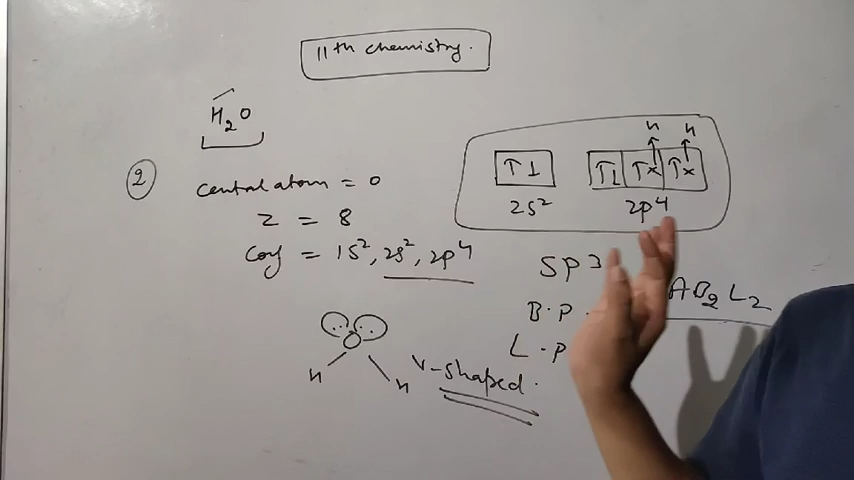 11th chemistry.
H2O
2
central atom = O
Z = 8
conf = 1s², 2s², 2p⁴
↑↓ ↑↓ ↑x ↑x
H H
2s² 2p⁴
SP³
AB2L2
B.P.
L.P
O
H H
V-shaped.